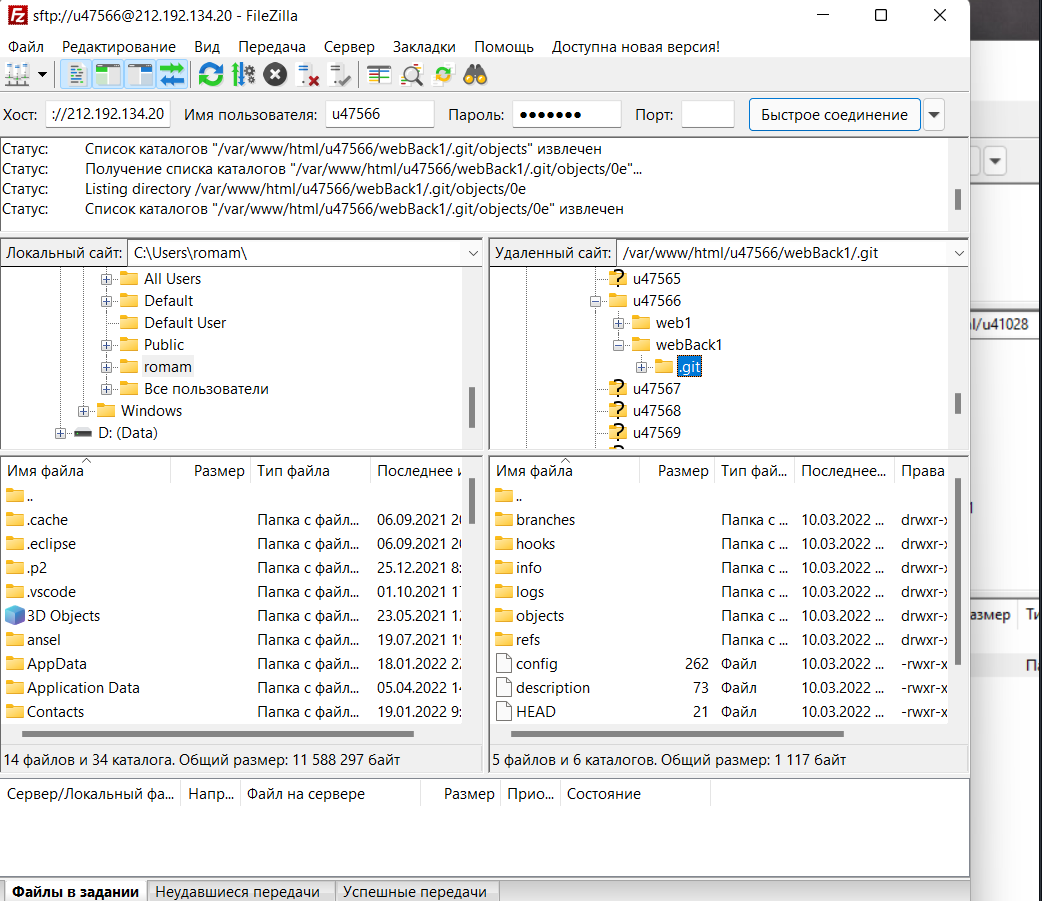 sftp://u47566@212.192.134.20 - FileZilla
Файл Редактирование Вид Передача Сервер Закладки Помощь Доступна новая версия!
Хост: ://212.192.134.20 Имя пользователя: u47566 Пароль: ●●●●●●● Порт: Быстрое соединение
Статус: Список каталогов "/var/www/html/u47566/webBack1/.git/objects" извлечен
Статус: Получение списка каталогов "/var/www/html/u47566/webBack1/.git/objects/0e"...
Статус: Listing directory /var/www/html/u47566/webBack1/.git/objects/0e
Статус: Список каталогов "/var/www/html/u47566/webBack1/.git/objects/0e" извлечен
Локальный сайт: C:\Users\romam\
All Users
Default
Default User
Public
romam
Все пользователи
Windows
D: (Data)
Удаленный сайт: /var/www/html/u47566/webBack1/.git
u47565
u47566
web1
webBack1
.git
u47567
u47568
u47569
l/u41028
Имя файла Размер Тип файла Последнее и
..
.cache Папка с файл... 06.09.2021 20
.eclipse Папка с файл... 06.09.2021 20
.p2 Папка с файл... 25.12.2021 8:
.vscode Папка с файл... 01.10.2021 17
3D Objects Папка с файл... 23.05.2021 12
ansel Папка с файл... 19.07.2021 19
AppData Папка с файл... 18.01.2022 22
Application Data Папка с файл... 05.04.2022 14
Contacts Папка с файл... 19.01.2022 9:
14 файлов и 34 каталога. Общий размер: 11 588 297 байт
Имя файла Размер Тип фай... Последнее... Права
..
branches Папка с ... 10.03.2022 ... drwxr-x
hooks Папка с ... 10.03.2022 ... drwxr-x
info Папка с ... 10.03.2022 ... drwxr-x
logs Папка с ... 10.03.2022 ... drwxr-x
objects Папка с ... 10.03.2022 ... drwxr-x
refs Папка с ... 10.03.2022 ... drwxr-x
config 262 Файл 10.03.2022 ... -rwxr-x
description 73 Файл 10.03.2022 ... -rwxr-x
HEAD 21 Файл 10.03.2022 ... -rwxr-x
5 файлов и 6 каталогов. Общий размер: 1 117 байт
азмер Ти
Па
Сервер/Локальный фа... Напр... Файл на сервере Размер Прио... Состояние
Файлы в задании Неудавшиеся передачи Успешные передачи